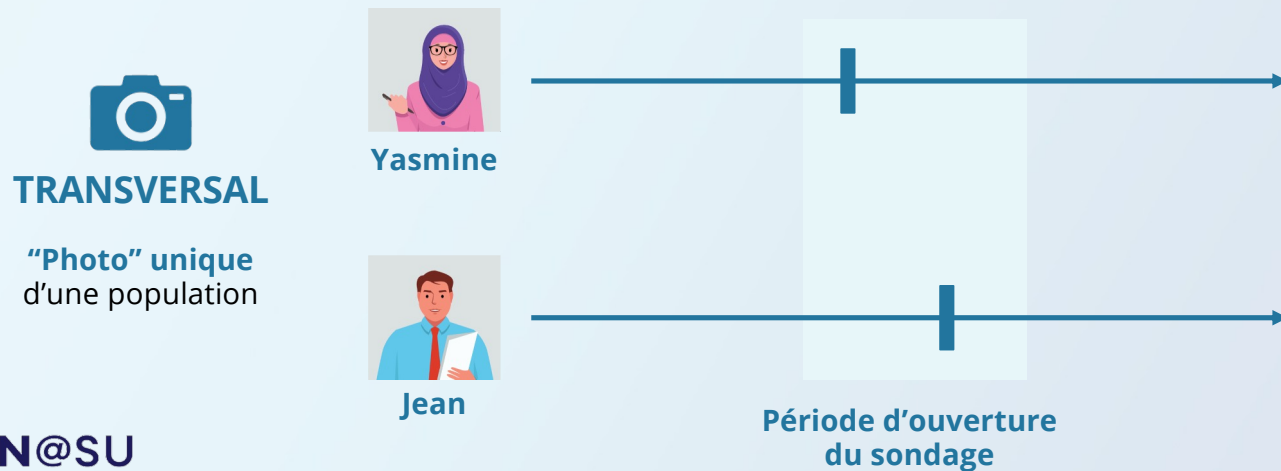 TRANSVERSAL
“Photo” unique
d’une population
Yasmine
Jean
Période d’ouverture
du sondage
N@SU